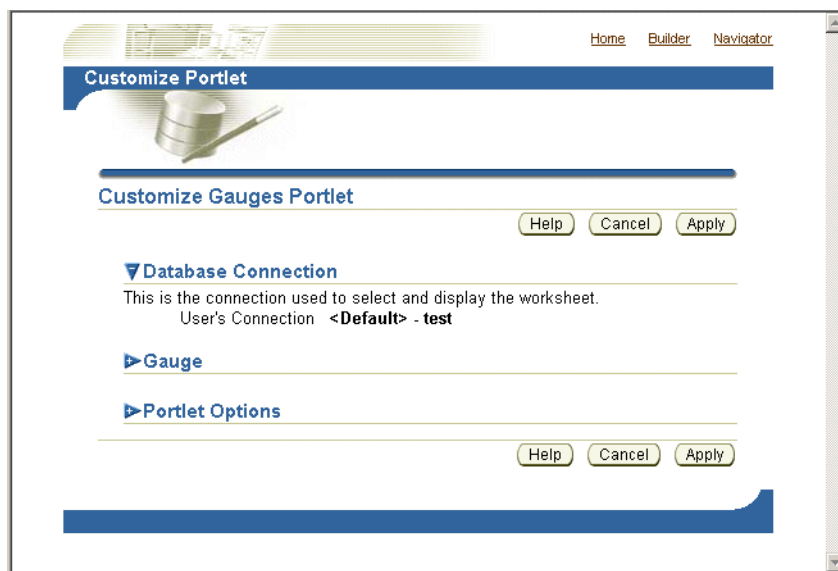 Home Builder Navigator
Customize Portlet
Customize Gauges Portlet
Help Cancel Apply
Database Connection
This is the connection used to select and display the worksheet.
User's Connection <Default> - test
Gauge
Portlet Options
Help Cancel Apply